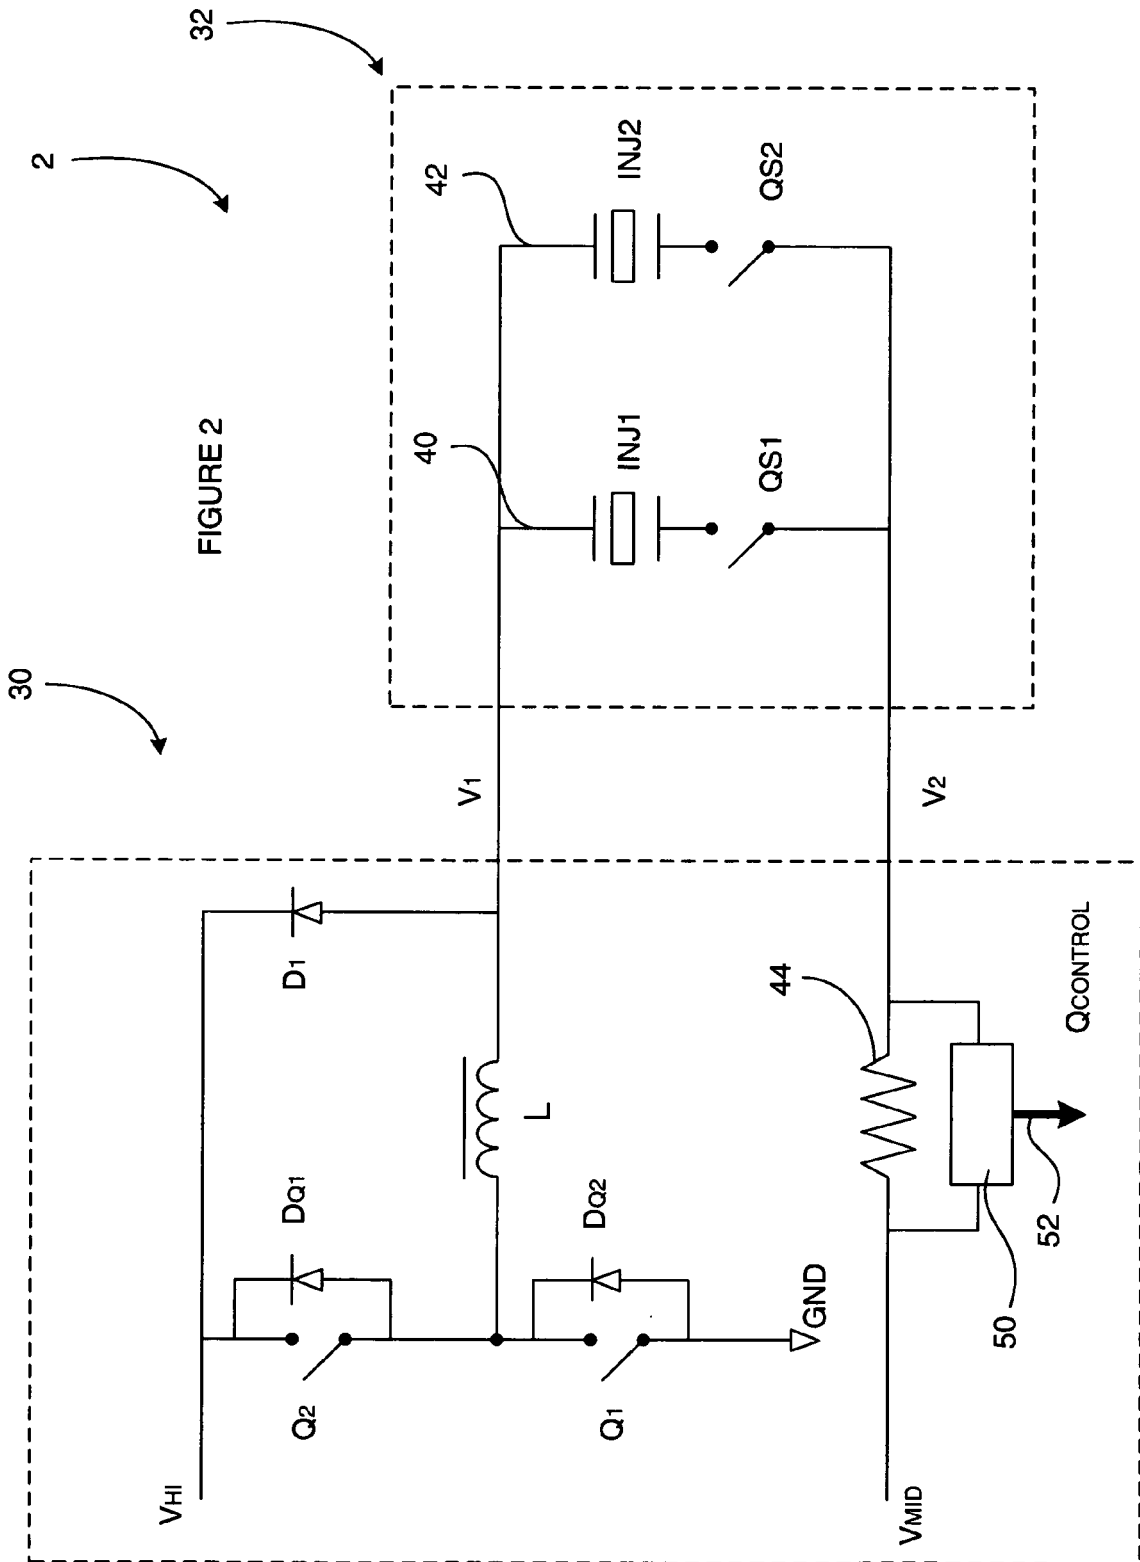 FIGURE 2
2
30
32
VHI
Q2
DQ1
D1
L
Q1
DQ2
GND
V1
40
42
INJ1
INJ2
QS1
QS2
VMID
44
V2
50
52
QCONTROL